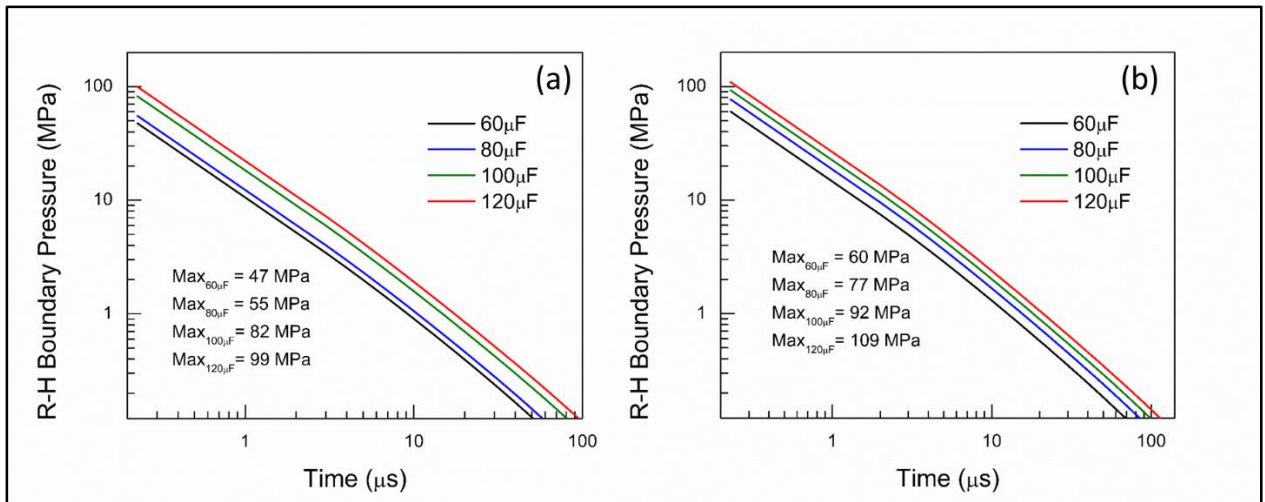 (a)
R-H Boundary Pressure (MPa)
100
10
1
60μF
80μF
100μF
120μF
Max60μF = 47 MPa
Max80μF = 55 MPa
Max100μF = 82 MPa
Max120μF= 99 MPa
1 10 100
Time (μs)
(b)
R-H Boundary Pressure (MPa)
100
10
1
60μF
80μF
100μF
120μF
Max60μF = 60 MPa
Max80μF = 77 MPa
Max100μF = 92 MPa
Max120μF = 109 MPa
1 10 100
Time (μs)